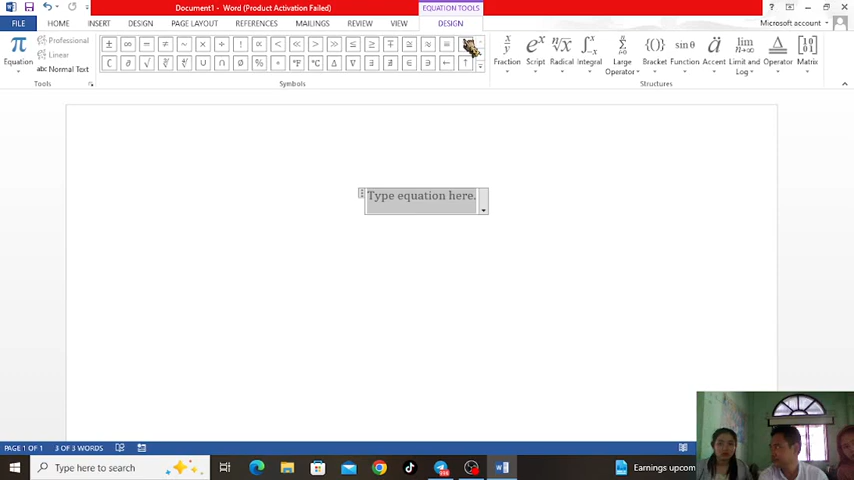 Document1 - Word (Product Activation Failed)
EQUATION TOOLS
FILE HOME INSERT DESIGN PAGE LAYOUT REFERENCES MAILINGS REVIEW VIEW DESIGN
Microsoft account
π
Equation
Professional
Linear
abc Normal Text
Tools
± ∞ = ≠ ~ × ÷ ! ∝ < ≪ > ≫ ≤ ≥ ∓ ≅ ≈ ≡
∁ ∂ √ ∛ ∜ ∪ ∩ ∅ % ° °F °C ∆ ∇ ∃ ∄ ∈ ∋ ← ↑
Symbols
Fraction Script Radical Integral Large Operator Bracket Function Accent Limit and Log Operator Matrix
Structures
Type equation here.
PAGE 1 OF 1 3 OF 3 WORDS
Type here to search
Earnings upcom